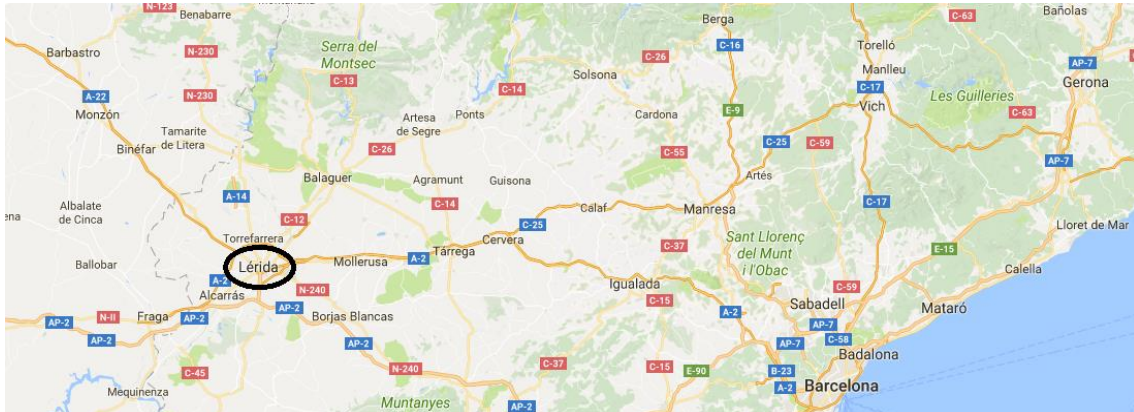 N-123
Benabarre
Berga
C-63
Bañolas
Barbastro
N-230
Serra del
Montsec
C-16
C-26
Torelló
Manlleu
AP-7
Solsona
C-13
C-14
C-17
Gerona
A-22
N-230
Vich
Les Guilleries
Monzón
Artesa
de Segre
Ponts
Cardona
E-9
C-63
Tamarite
de Litera
Binéfar
C-26
C-55
C-25
C-59
AP-7
Balaguer
Agramunt
Guisona
Artés
A-14
Albalate
de Cinca
C-14
Calaf
Manresa
C-17
C-12
C-25
Lloret de Mar
Torrefarrera
Cervera
Sant Llorenç
del Munt
i l'Obac
C-37
E-15
Tárrega
Ballobar
Lérida
Mollerusa
A-2
Calella
A-2
Igualada
C-59
Alcarrás
N-240
C-15
Sabadell
Mataró
N-II
Fraga
AP-2
AP-2
Borjas Blancas
A-2
AP-7
AP-2
AP-2
AP-2
AP-7
C-58
Badalona
C-37
C-15
E-90
B-23
C-45
N-240
A-2
Barcelona
Mequinenza
Muntanyes
AP-2